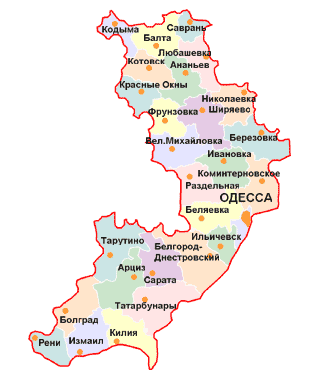 Кодыма
Саврань
Балта
Любашевка
Котовск
Ананьев
Красные Окны
Николаевка
Ширяево
Фрунзовка
Березовка
Вел.Михайловка
Ивановка
Коминтерновское
Раздельная
ОДЕССА
Беляевка
Тарутино
Ильичевск
Белгород-
Днестровский
Арциз
Сарата
Татарбунары
Болград
Килия
Рени
Измаил